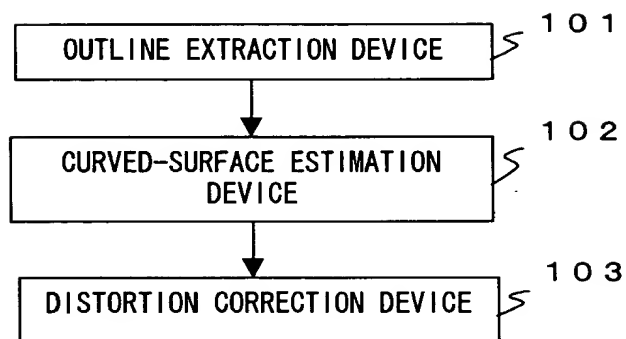 101
OUTLINE EXTRACTION DEVICE
102
CURVED-SURFACE ESTIMATION
DEVICE
103
DISTORTION CORRECTION DEVICE